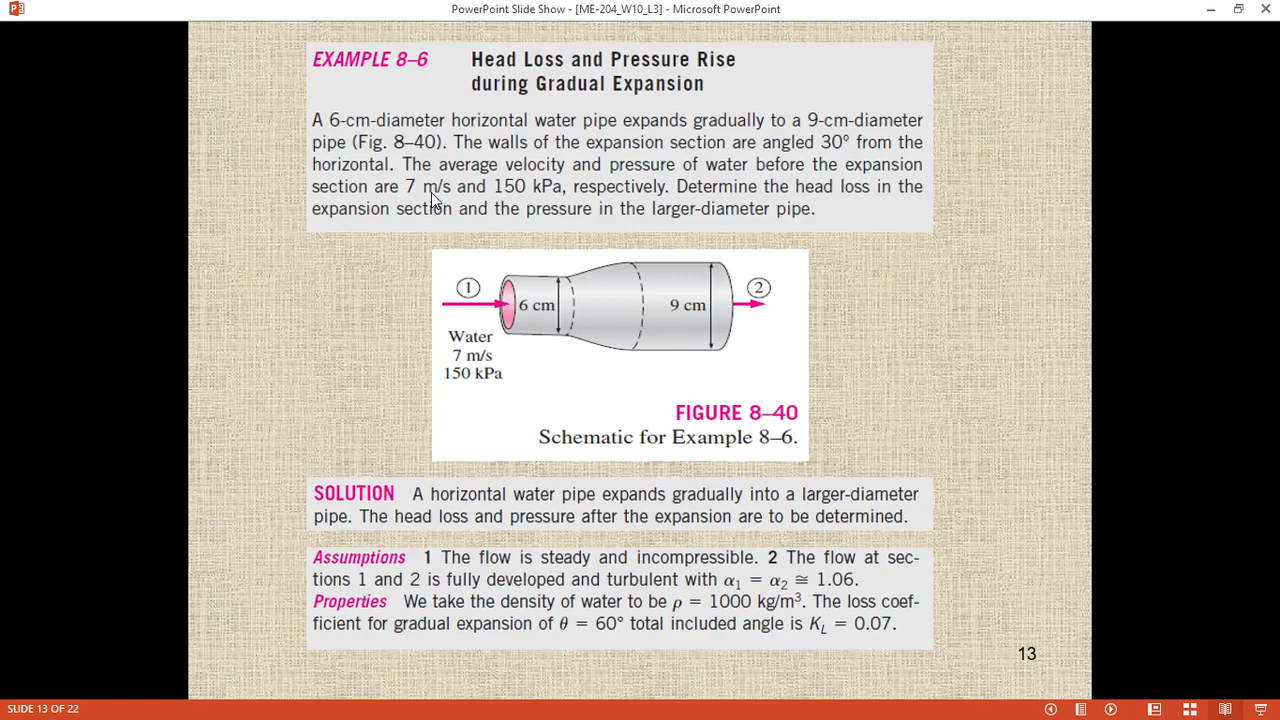 PowerPoint Slide Show - [ME-204_W10_L3] - Microsoft PowerPoint
EXAMPLE 8–6 Head Loss and Pressure Rise
during Gradual Expansion
A 6-cm-diameter horizontal water pipe expands gradually to a 9-cm-diameter
pipe (Fig. 8–40). The walls of the expansion section are angled 30° from the
horizontal. The average velocity and pressure of water before the expansion
section are 7 m/s and 150 kPa, respectively. Determine the head loss in the
expansion section and the pressure in the larger-diameter pipe.
1
2
6 cm
9 cm
Water
7 m/s
150 kPa
FIGURE 8–40
Schematic for Example 8–6.
SOLUTION A horizontal water pipe expands gradually into a larger-diameter
pipe. The head loss and pressure after the expansion are to be determined.
Assumptions 1 The flow is steady and incompressible. 2 The flow at sec-
tions 1 and 2 is fully developed and turbulent with α₁ = α₂ ≅ 1.06.
Properties We take the density of water to be ρ = 1000 kg/m³. The loss coef-
ficient for gradual expansion of θ = 60° total included angle is K_L = 0.07.
13
SLIDE 13 OF 22